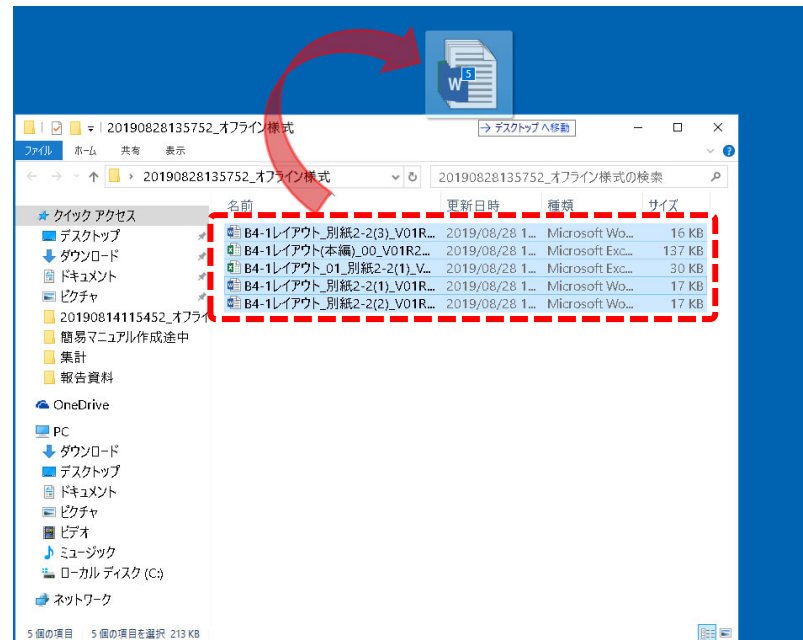 W 5
20190828135752_オフライン様式
→ デスクトップ へ移動
ファイル ホーム 共有 表示
20190828135752_オフライン様式
20190828135752_オフライン様式の検索
名前 更新日時 種類 サイズ
B4-1レイアウト_別紙2-2(3)_V01R... 2019/08/28 1... Microsoft Wo... 16 KB
B4-1レイアウト(本編)_00_V01R2... 2019/08/28 1... Microsoft Exc... 137 KB
B4-1レイアウト_01_別紙2-2(1)_V... 2019/08/28 1... Microsoft Exc... 30 KB
B4-1レイアウト_別紙2-2(1)_V01R... 2019/08/28 1... Microsoft Wo... 17 KB
B4-1レイアウト_別紙2-2(2)_V01R... 2019/08/28 1... Microsoft Wo... 17 KB
クイック アクセス
デスクトップ
ダウンロード
ドキュメント
ピクチャ
20190814115452_オフライ
簡易マニュアル作成途中
集計
報告資料
OneDrive
PC
ダウンロード
デスクトップ
ドキュメント
ピクチャ
ビデオ
ミュージック
ローカル ディスク (C:)
ネットワーク
5 個の項目 5 個の項目を選択 213 KB